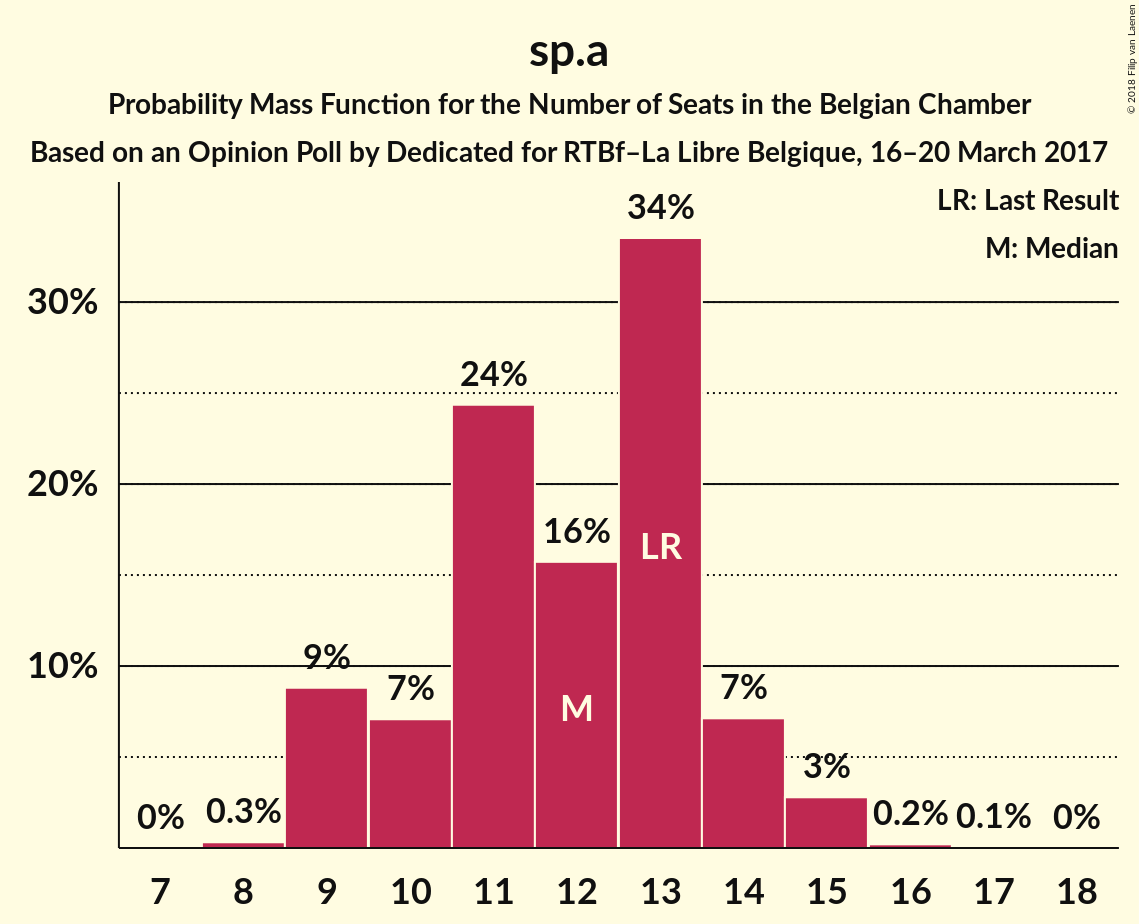 © 2018 Filip van Laenen
sp.a
Probability Mass Function for the Number of Seats in the Belgian Chamber
Based on an Opinion Poll by Dedicated for RTBf–La Libre Belgique, 16–20 March 2017
LR: Last Result
M: Median
34%
30%
24%
20%
16%
LR
10%
9%
7%
7%
M
3%
0%
0.3%
0.2%
0.1%
0%
7 8 9 10 11 12 13 14 15 16 17 18